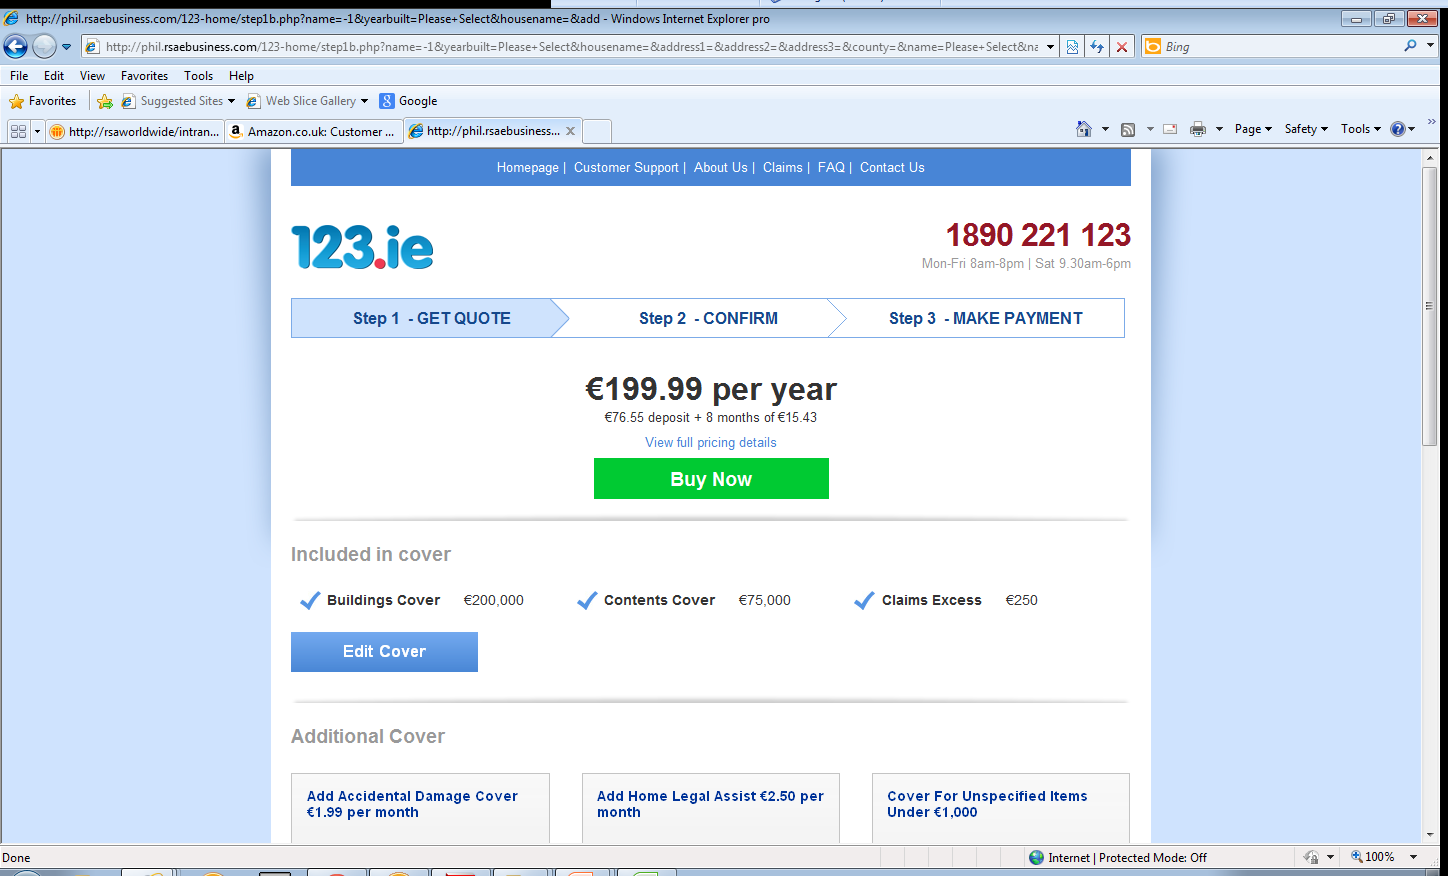 http://phil.rsaebusiness.com/123-home/step1b.php?name=-1&yearbuilt=Please+Select&housename=&add - Windows Internet Explorer pro
http://phil.rsaebusiness.com/123-home/step1b.php?name=-1&yearbuilt=Please+Select&housename=&address1=&address2=&address3=&county=&name=Please+Select&na
Bing
File Edit View Favorites Tools Help
Favorites Suggested Sites Web Slice Gallery Google
http://rsaworldwide/intran... Amazon.co.uk: Customer ... http://phil.rsaebusiness... Page Safety Tools
Homepage | Customer Support | About Us | Claims | FAQ | Contact Us
123.ie
1890 221 123
Mon-Fri 8am-8pm | Sat 9.30am-6pm
Step 1 - GET QUOTE Step 2 - CONFIRM Step 3 - MAKE PAYMENT
€199.99 per year
€76.55 deposit + 8 months of €15.43
View full pricing details
Buy Now
Included in cover
Buildings Cover €200,000 Contents Cover €75,000 Claims Excess €250
Edit Cover
Additional Cover
Add Accidental Damage Cover
€1.99 per month
Add Home Legal Assist €2.50 per
month
Cover For Unspecified Items
Under €1,000
Done Internet | Protected Mode: Off 100%